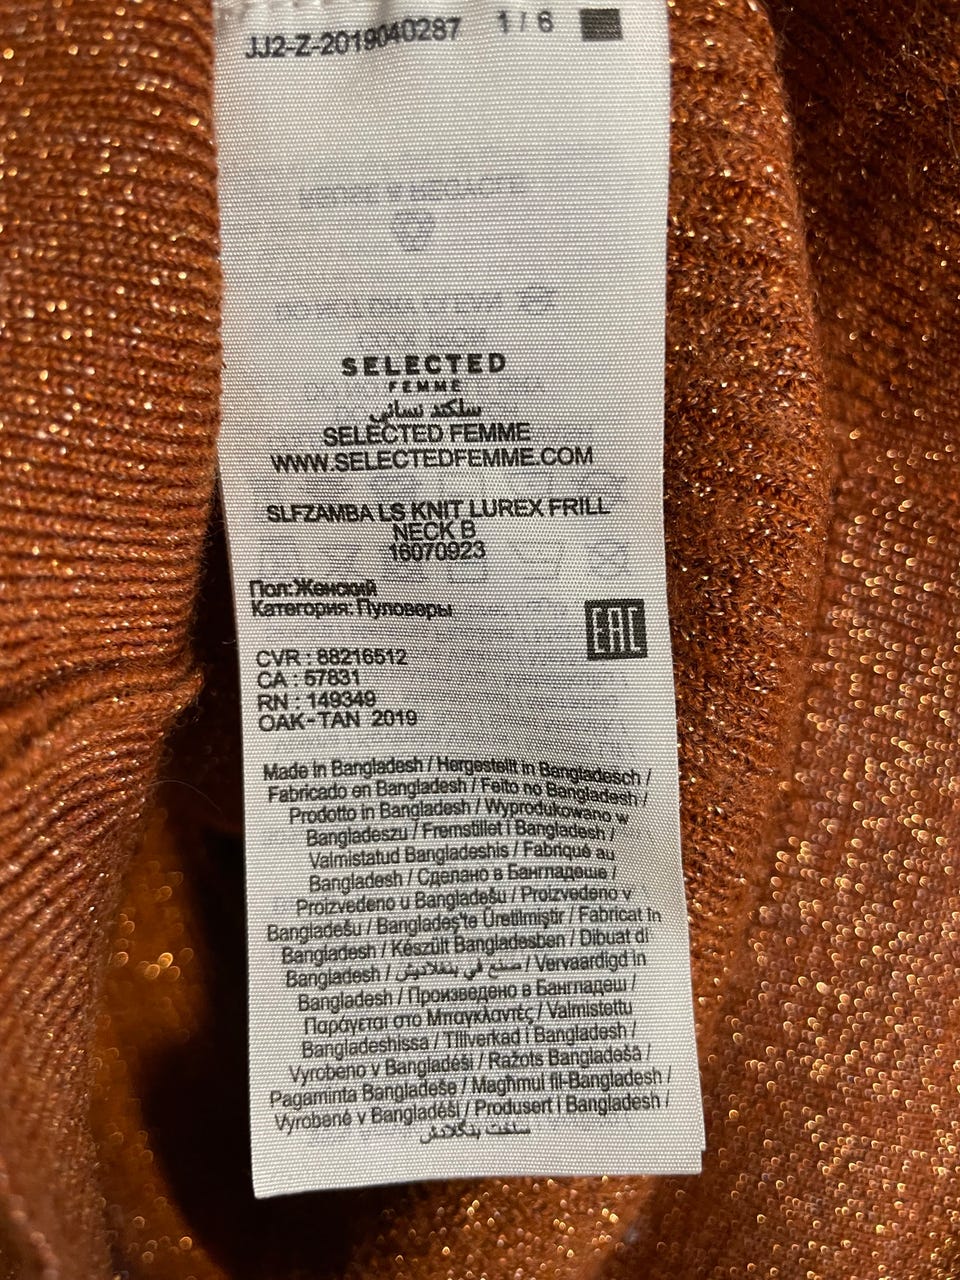 JJ2-Z-2019040287 1 / 6
SELECTED
FEMME
سلكتد نسائي
SELECTED FEMME
WWW.SELECTEDFEMME.COM
SLFZAMBA LS KNIT LUREX FRILL
NECK B
16070923
Пол:Женский
Категория: Пуловеры
EAC
CVR : 88216512
CA : 57831
RN : 149349
OAK-TAN 2019
Made in Bangladesh / Hergestellt in Bangladesch /
Fabricado en Bangladesh / Feito no Bangladesh /
Prodotto in Bangladesh / Wyprodukowano w
Bangladeszu / Fremstillet i Bangladesh /
Valmistatud Bangladeshis / Fabriqué au
Bangladesh / Сделано в Бангладеше /
Proizvedeno u Bangladešu / Proizvedeno v
Bangladešu / Bangladeş'te Üretilmiştir / Fabricat în
Bangladesh / Készült Bangladesben / Dibuat di
Bangladesh / صنع في بنغلاديش / Vervaardigd in
Bangladesh / Произведено в Бангладеш /
Παράγεται στο Μπαγκλαντές / Valmistettu
Bangladeshissa / Tillverkad i Bangladesh /
Vyrobeno v Bangladéši / Ražots Bangladešā /
Pagaminta Bangladeše / Maghmul fil-Bangladesh /
Vyrobené v Bangladéši / Produsert i Bangladesh /
ساخت بنگلادش